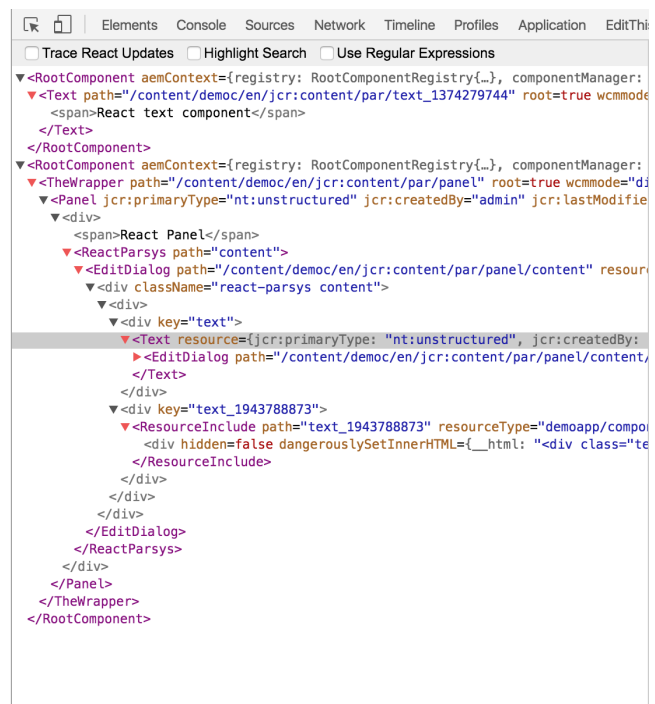 Elements Console Sources Network Timeline Profiles Application EditThi
Trace React Updates Highlight Search Use Regular Expressions
<RootComponent aemContext={registry: RootComponentRegistry{…}, componentManager:
<Text path="/content/democ/en/jcr:content/par/text_1374279744" root=true wcmmode
<span>React text component</span>
</Text>
</RootComponent>
<RootComponent aemContext={registry: RootComponentRegistry{…}, componentManager:
<TheWrapper path="/content/democ/en/jcr:content/par/panel" root=true wcmmode="di
<Panel jcr:primaryType="nt:unstructured" jcr:createdBy="admin" jcr:lastModifie
<div>
<span>React Panel</span>
<ReactParsys path="content">
<EditDialog path="/content/democ/en/jcr:content/par/panel/content" resour
<div className="react-parsys content">
<div>
<div key="text">
<Text resource={jcr:primaryType: "nt:unstructured", jcr:createdBy:
<EditDialog path="/content/democ/en/jcr:content/par/panel/content/
</Text>
</div>
<div key="text_1943788873">
<ResourceInclude path="text_1943788873" resourceType="demoapp/compo
<div hidden=false dangerouslySetInnerHTML={__html: "<div class="te
</ResourceInclude>
</div>
</div>
</div>
</EditDialog>
</ReactParsys>
</div>
</Panel>
</TheWrapper>
</RootComponent>